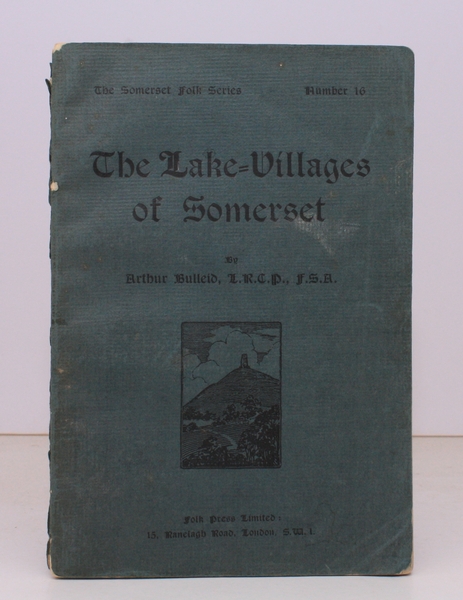 The Somerset Folk Series Number 16
The Lake=Villages
of Somerset
By
Arthur Bulleid, L.R.C.P., F.S.A.
Folk Press Limited:
15, Ranelagh Road, London, S.W.1.